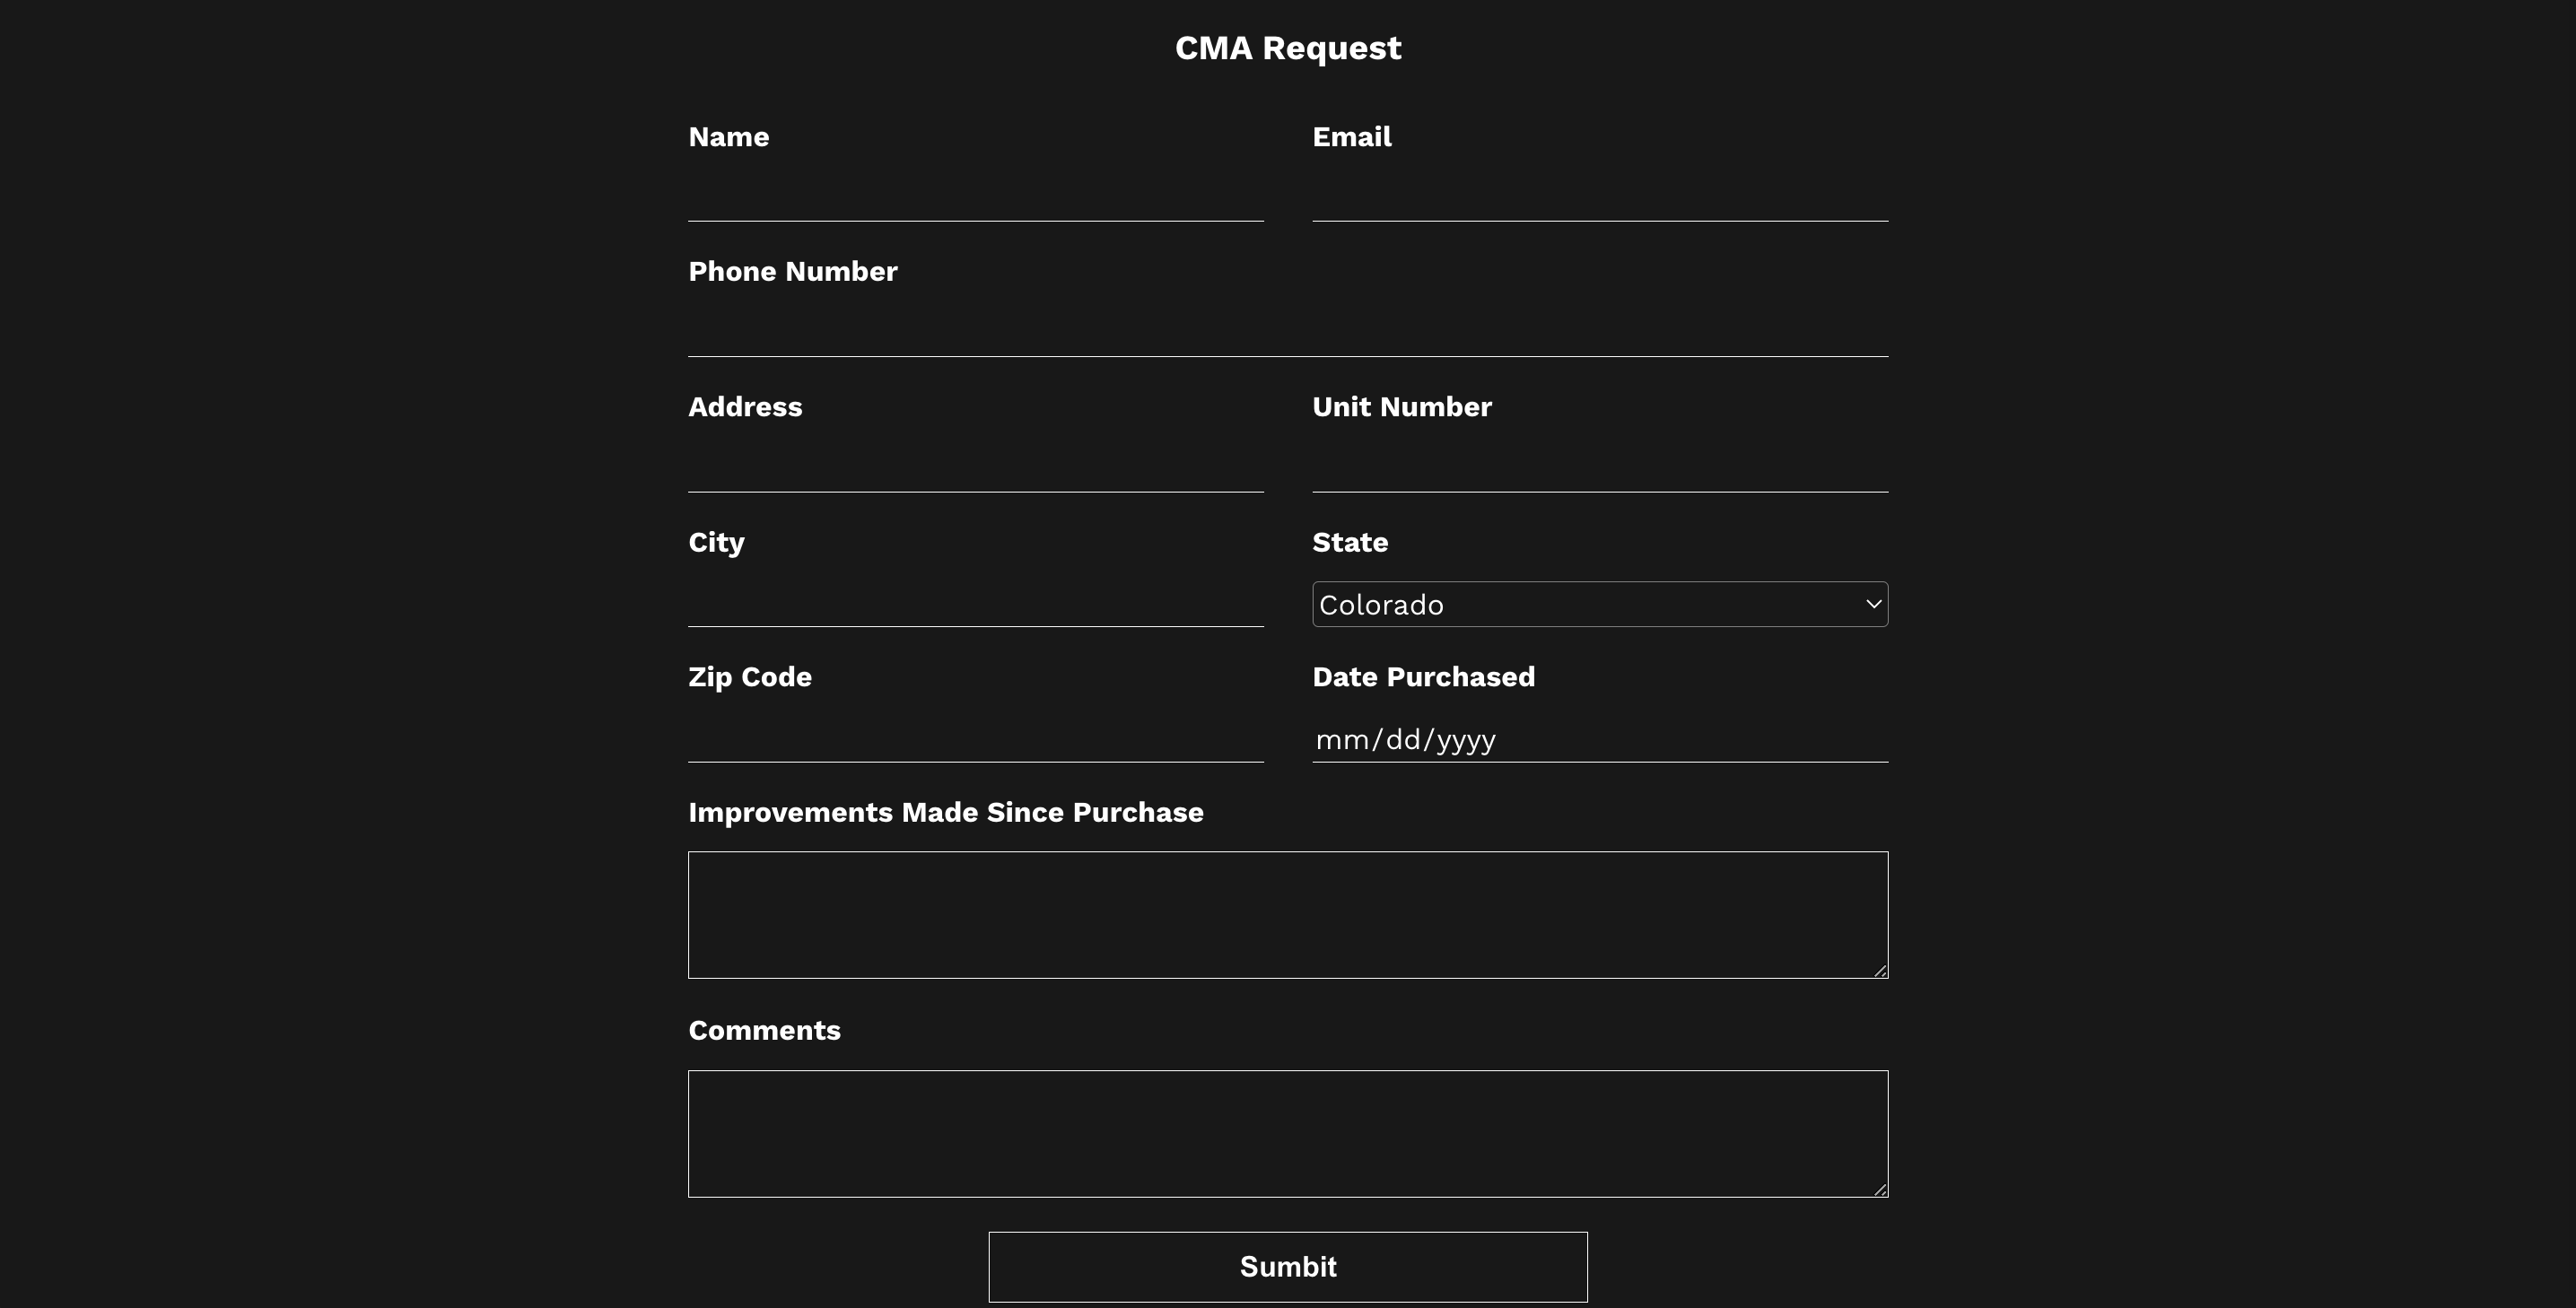 CMA Request
Name
Email
Phone Number
Address
Unit Number
City
State
Colorado
Zip Code
Date Purchased
mm/dd/yyyy
Improvements Made Since Purchase
Comments
Sumbit